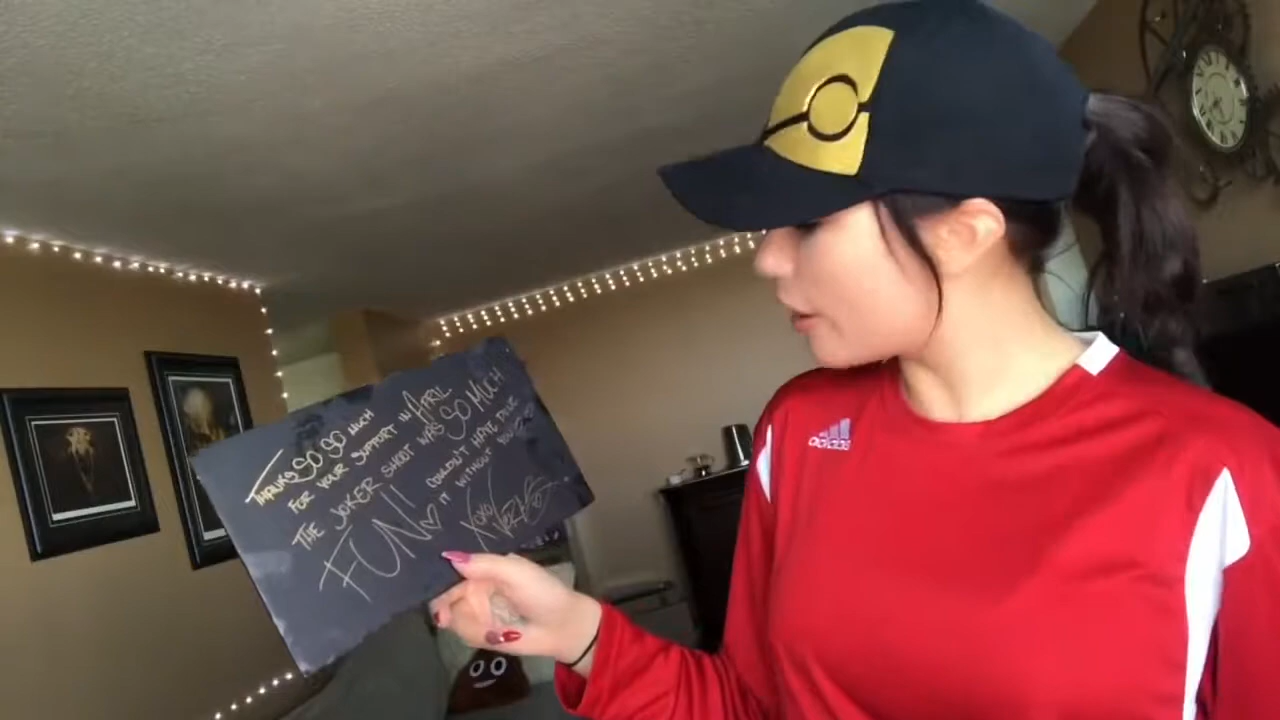 THANKS SO SO MUCH
FOR YOUR SUPPORT IN APRIL
THE JOKER SHOOT WAS SO MUCH
FUN!! COULDN'T HAVE DONE
IT WITHOUT YOU
XOXO
adidas